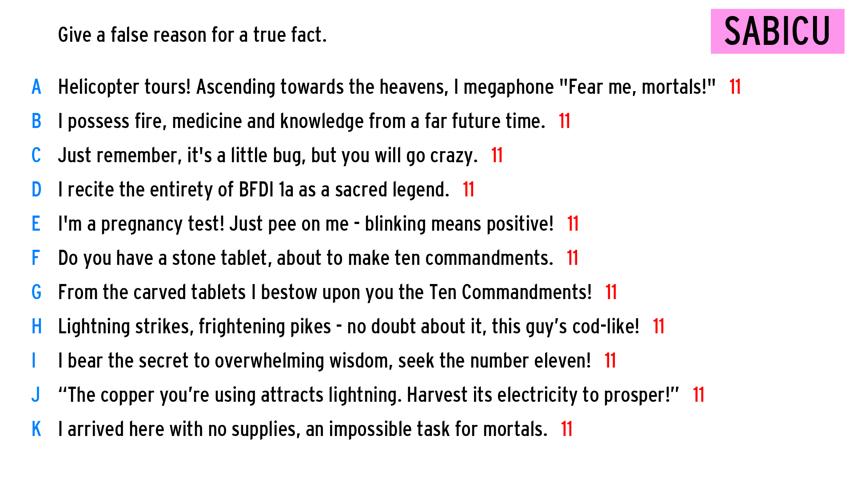 Give a false reason for a true fact.
SABICU
A Helicopter tours! Ascending towards the heavens, I megaphone "Fear me, mortals!" 11
B I possess fire, medicine and knowledge from a far future time. 11
C Just remember, it's a little bug, but you will go crazy. 11
D I recite the entirety of BFDI 1a as a sacred legend. 11
E I'm a pregnancy test! Just pee on me - blinking means positive! 11
F Do you have a stone tablet, about to make ten commandments. 11
G From the carved tablets I bestow upon you the Ten Commandments! 11
H Lightning strikes, frightening pikes - no doubt about it, this guy’s cod-like! 11
I I bear the secret to overwhelming wisdom, seek the number eleven! 11
J “The copper you’re using attracts lightning. Harvest its electricity to prosper!” 11
K I arrived here with no supplies, an impossible task for mortals. 11